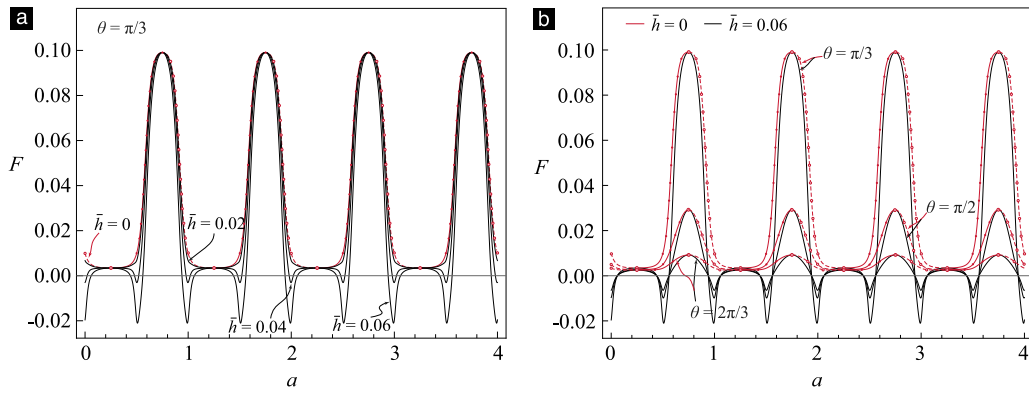 a
θ = π/3
0.10
0.08
0.06
0.04
0.02
0.00
-0.02
F
h̄ = 0
h̄ = 0.02
h̄ = 0.04
h̄ = 0.06
0 1 2 3 4
a
b
h̄ = 0 h̄ = 0.06
0.10
0.08
0.06
0.04
0.02
0.00
-0.02
F
θ = π/3
θ = π/2
θ = 2π/3
0 1 2 3 4
a